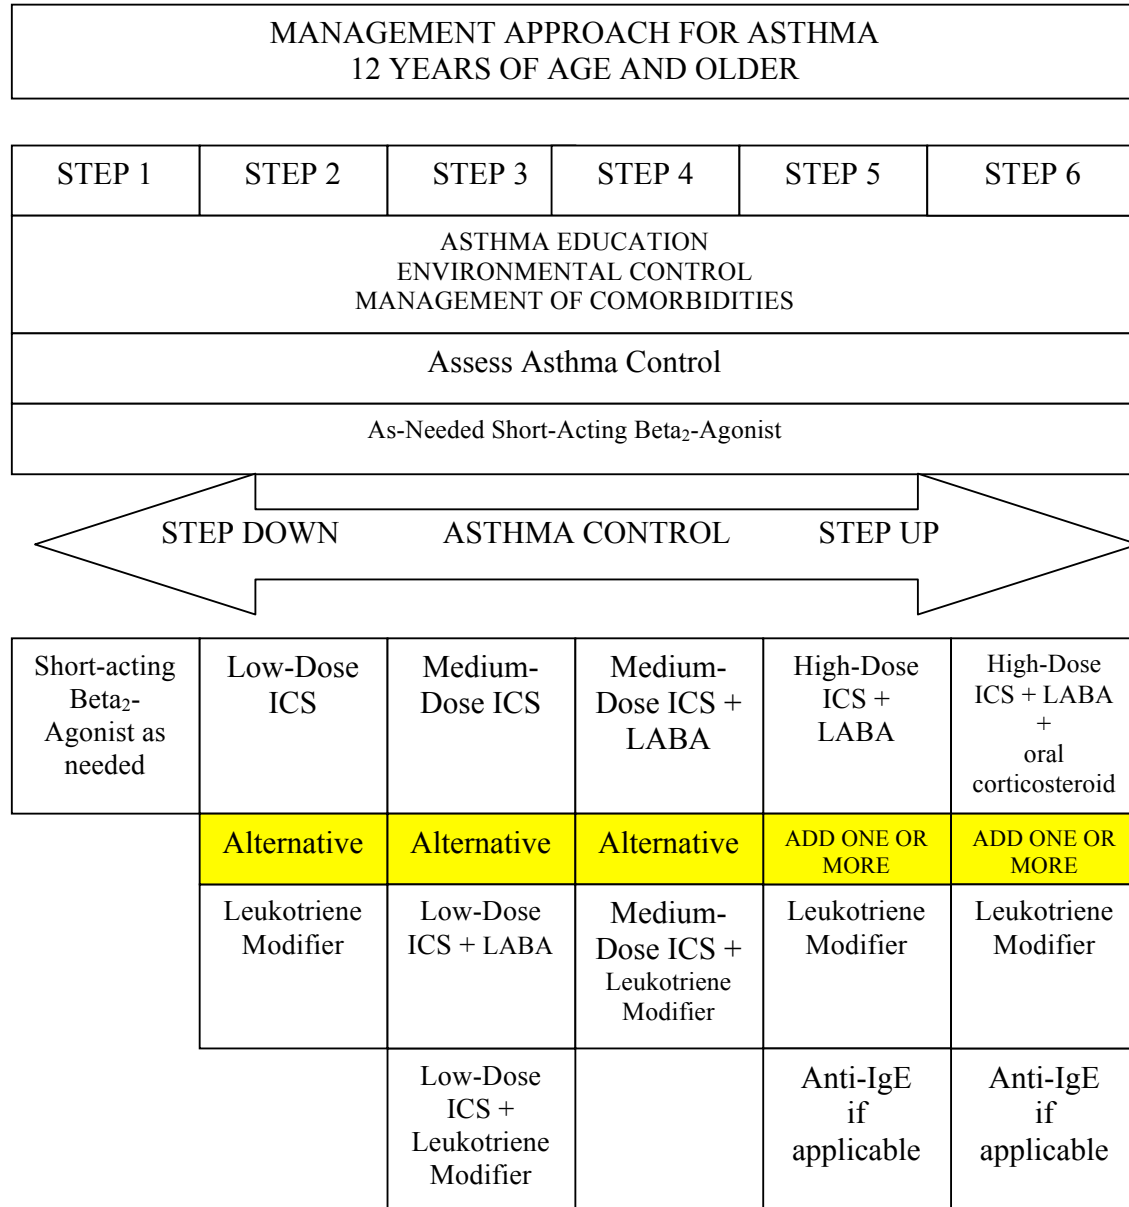 MANAGEMENT APPROACH FOR ASTHMA
12 YEARS OF AGE AND OLDER
STEP 1
STEP 2
STEP 3
STEP 4
STEP 5
STEP 6
ASTHMA EDUCATION
ENVIRONMENTAL CONTROL
MANAGEMENT OF COMORBIDITIES
Assess Asthma Control
As-Needed Short-Acting Beta₂-Agonist
STEP DOWN
ASTHMA CONTROL
STEP UP
Short-acting
Beta₂-
Agonist as
needed
Low-Dose
ICS
Medium-
Dose ICS
Medium-
Dose ICS +
LABA
High-Dose
ICS +
LABA
High-Dose
ICS + LABA
+
oral
corticosteroid
Alternative
Alternative
Alternative
ADD ONE OR
MORE
ADD ONE OR
MORE
Leukotriene
Modifier
Low-Dose
ICS + LABA
Medium-
Dose ICS +
Leukotriene
Modifier
Leukotriene
Modifier
Leukotriene
Modifier
Low-Dose
ICS +
Leukotriene
Modifier
Anti-IgE
if
applicable
Anti-IgE
if
applicable